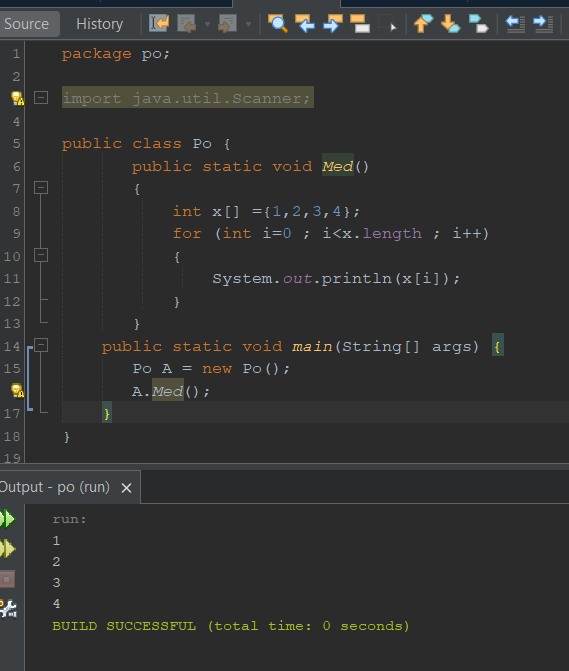 Source History
1 package po;
2
import java.util.Scanner;
4
5 public class Po {
6 public static void Med()
7 {
8 int x[] ={1,2,3,4};
9 for (int i=0 ; i<x.length ; i++)
10 {
11 System.out.println(x[i]);
12 }
13 }
14 public static void main(String[] args) {
15 Po A = new Po();
A.Med();
17 }
18 }
19
Output - po (run) ×
run:
1
2
3
4
BUILD SUCCESSFUL (total time: 0 seconds)